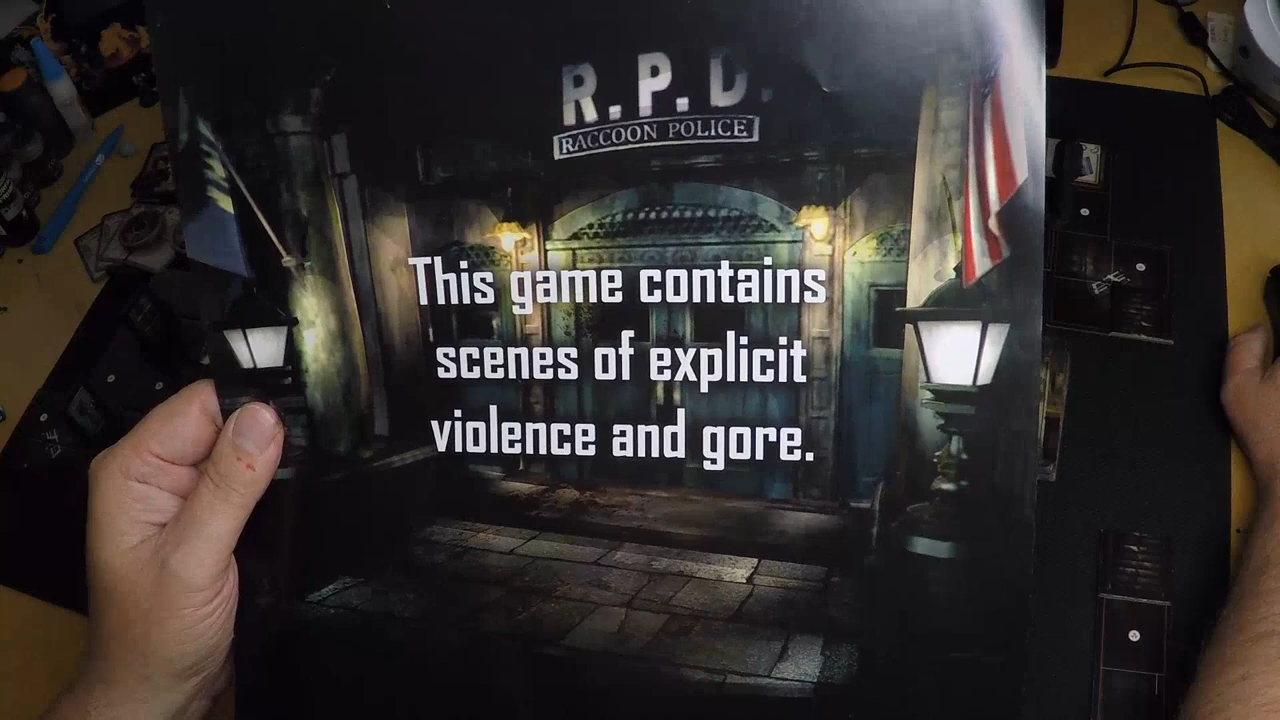 R.P.D.
RACCOON POLICE
This game contains
scenes of explicit
violence and gore.